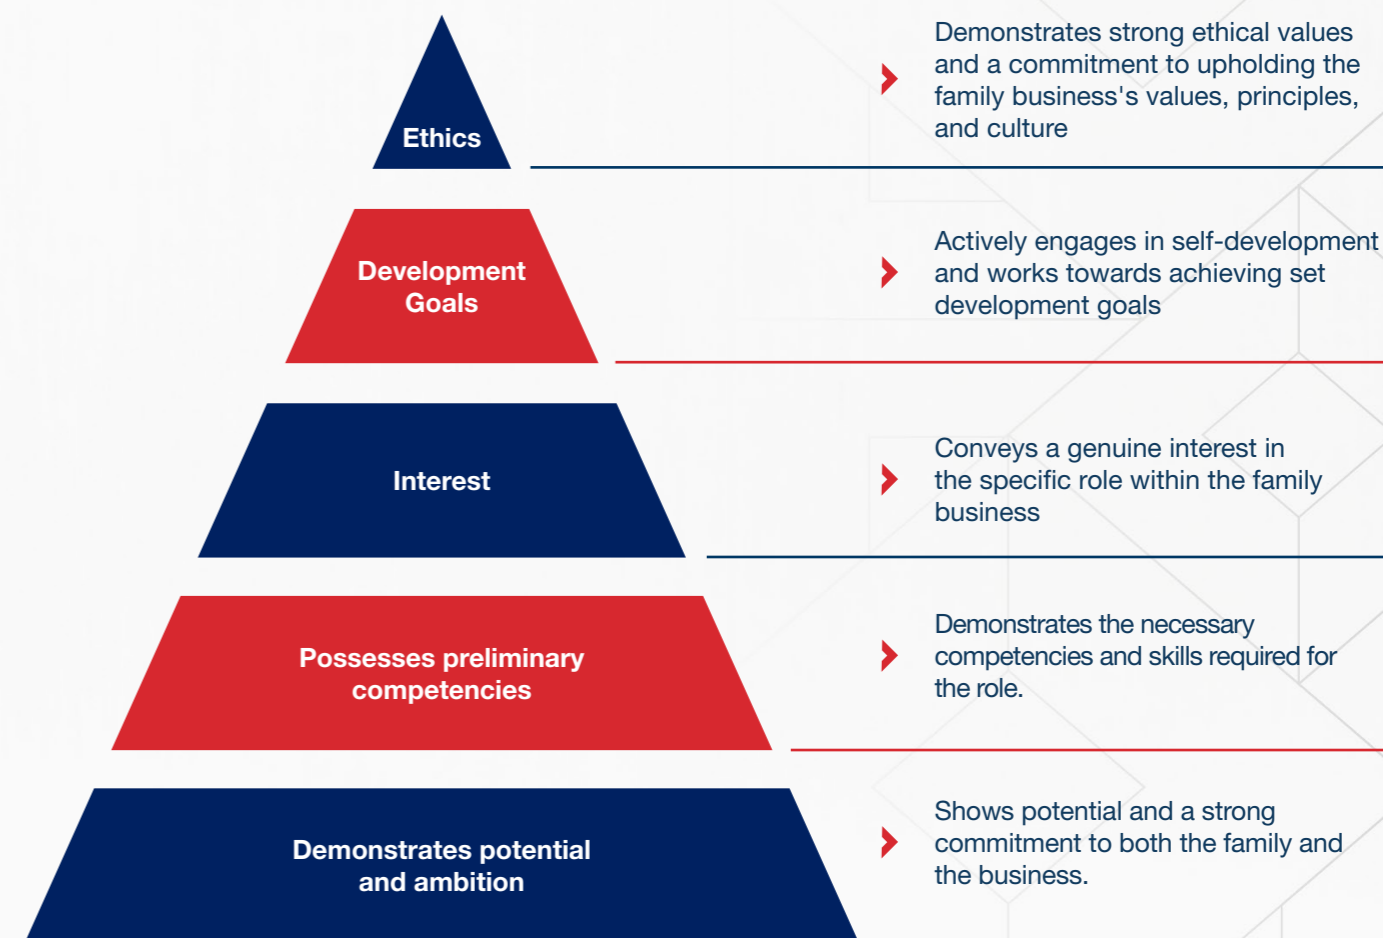 Ethics
Demonstrates strong ethical values
and a commitment to upholding the
family business's values, principles,
and culture
Development
Goals
Actively engages in self-development
and works towards achieving set
development goals
Interest
Conveys a genuine interest in
the specific role within the family
business
Possesses preliminary
competencies
Demonstrates the necessary
competencies and skills required for
the role.
Demonstrates potential
and ambition
Shows potential and a strong
commitment to both the family and
the business.